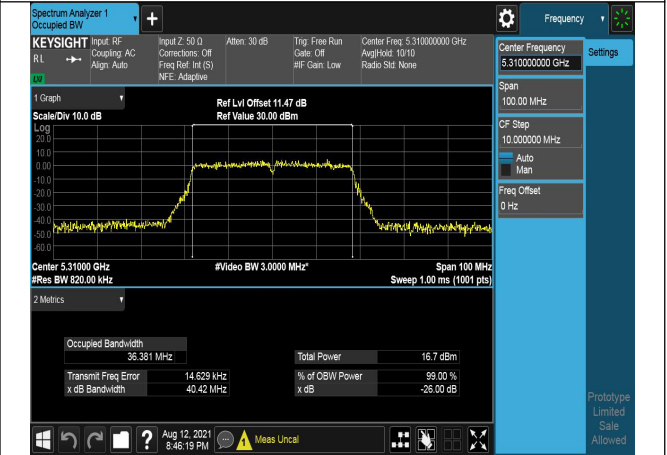 Spectrum Analyzer 1
Occupied BW
+
Frequency
KEYSIGHT
RL
Input: RF
Coupling: AC
Align: Auto
Input Z: 50 Ω
Corrections: Off
Freq Ref: Int (S)
NFE: Adaptive
Atten: 30 dB
Trig: Free Run
Gate: Off
#IF Gain: Low
Center Freq: 5.310000000 GHz
Avg|Hold: 10/10
Radio Std: None
Center Frequency
5.310000000 GHz
Settings
Span
100.00 MHz
CF Step
10.000000 MHz
Auto
Man
Freq Offset
0 Hz
1 Graph
Scale/Div 10.0 dB
Ref Lvl Offset 11.47 dB
Ref Value 30.00 dBm
Log
20.0
10.0
0.00
-10.0
-20.0
-30.0
-40.0
-50.0
-60.0
Center 5.31000 GHz
#Res BW 820.00 kHz
#Video BW 3.0000 MHz*
Span 100 MHz
Sweep 1.00 ms (1001 pts)
2 Metrics
Occupied Bandwidth
36.381 MHz
Total Power 16.7 dBm
Transmit Freq Error 14.629 kHz
% of OBW Power 99.00 %
x dB Bandwidth 40.42 MHz
x dB -26.00 dB
Prototype
Limited
Sale
Allowed
?
Aug 12, 2021
8:46:19 PM
Meas Uncal